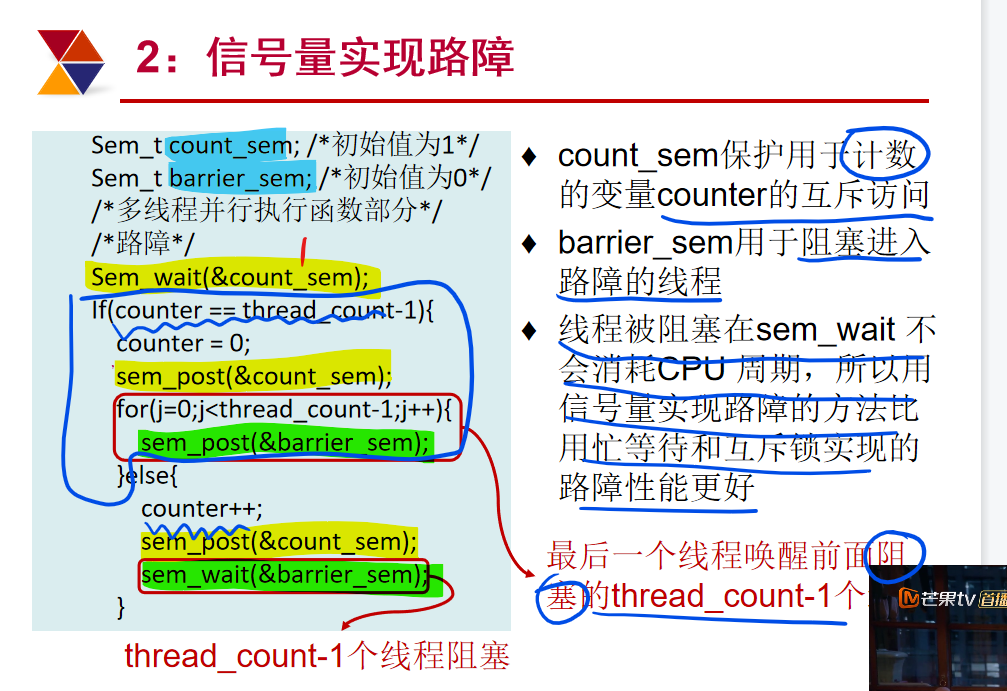 2：信号量实现路障
Sem_t count_sem; /*初始值为1*/
Sem_t barrier_sem; /*初始值为0*/
/*多线程并行执行函数部分*/
/*路障*/
Sem_wait(&count_sem);
If(counter == thread_count-1){
counter = 0;
sem_post(&count_sem);
for(j=0;j<thread_count-1;j++){
sem_post(&barrier_sem);
}else{
counter++;
sem_post(&count_sem);
sem_wait(&barrier_sem);
}
thread_count-1个线程阻塞
♦ count_sem保护用于计数
的变量counter的互斥访问
♦ barrier_sem用于阻塞进入
路障的线程
♦ 线程被阻塞在sem_wait 不
会消耗CPU 周期，所以用
信号量实现路障的方法比
用忙等待和互斥锁实现的
路障性能更好
最后一个线程唤醒前面阻
塞的thread_count-1个
芒果tv 直播